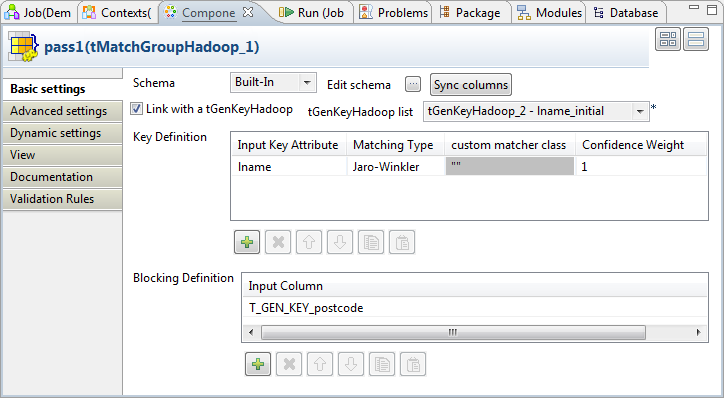 Job(Dem Contexts( Compone Run (Job Problems Package Modules Database
pass1(tMatchGroupHadoop_1)
Basic settings
Advanced settings
Dynamic settings
View
Documentation
Validation Rules
Schema Built-In Edit schema ... Sync columns
Link with a tGenKeyHadoop tGenKeyHadoop list tGenKeyHadoop_2 - lname_initial *
Key Definition
Input Key Attribute Matching Type custom matcher class Confidence Weight
lname Jaro-Winkler "" 1
Blocking Definition
Input Column
T_GEN_KEY_postcode